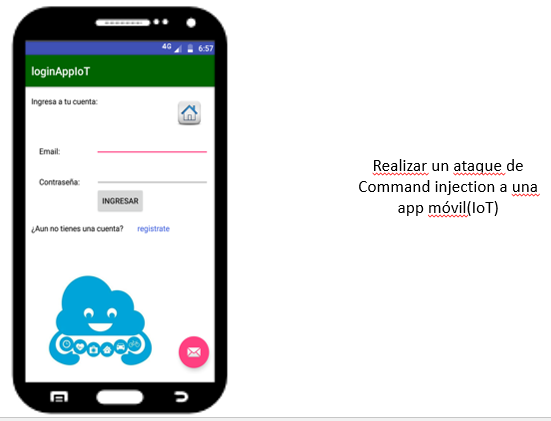 4G 6:57
loginAppIoT
Ingresa a tu cuenta:
Email:
Contraseña:
INGRESAR
¿Aun no tienes una cuenta? registrate
Realizar un ataque de
Command injection a una
app móvil(IoT)